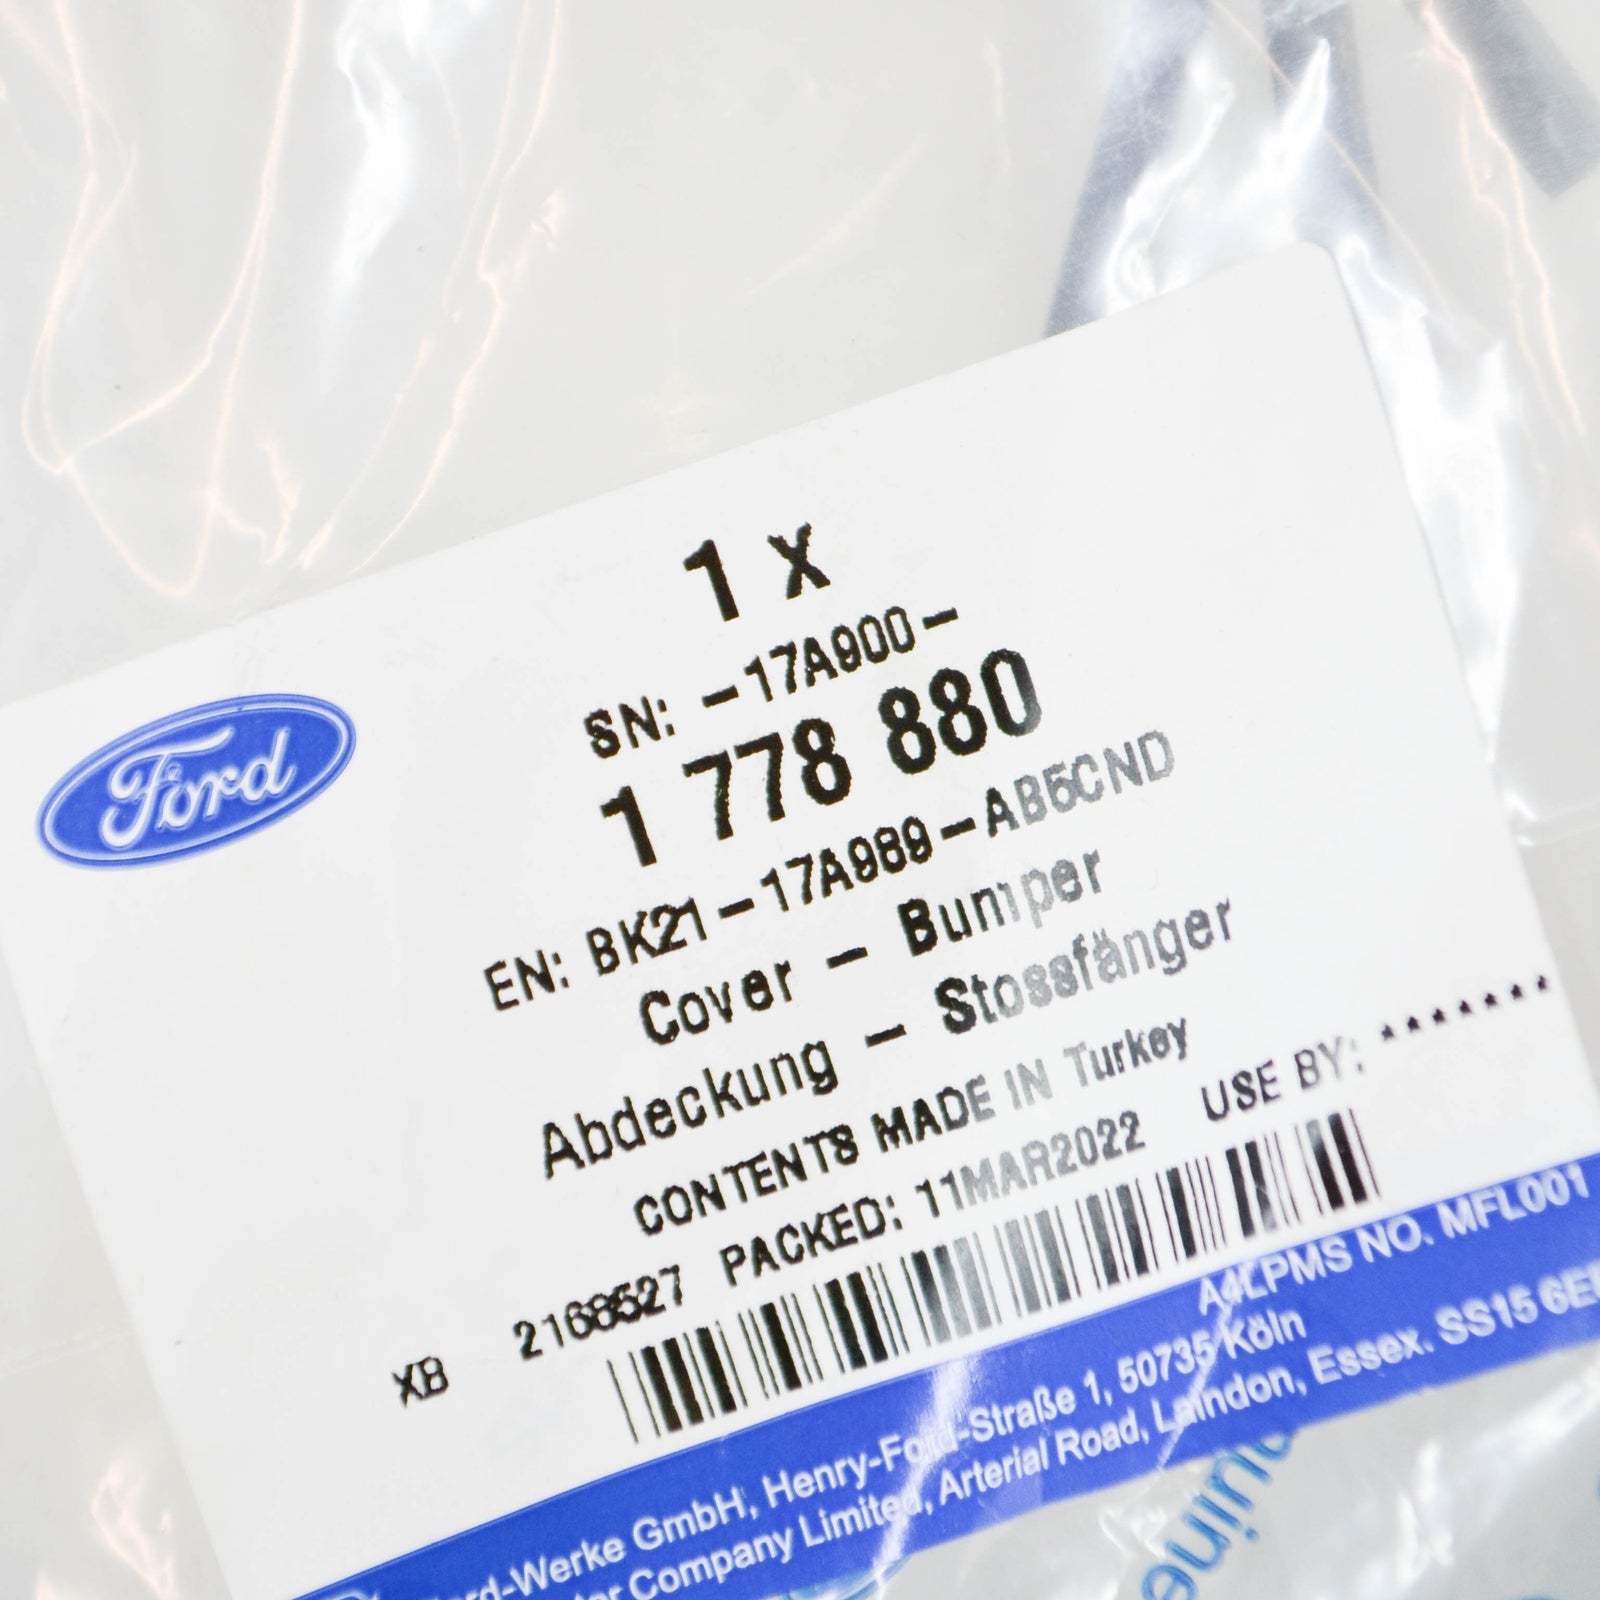 1 x
SN: -17A900-
Ford
1 778 880
EN: BK21-17A989-AB5CND
Cover - Bumper
Abdeckung - Stossfänger
CONTENTS MADE IN Turkey
2168527 PACKED: 11MAR2022 USE BY: *******
XB
A4LPMS NO. MFL001
Ford-Werke GmbH, Henry-Ford-Straße 1, 50735 Köln
Company Limited, Arterial Road, Laindon, Essex. SS15 6E